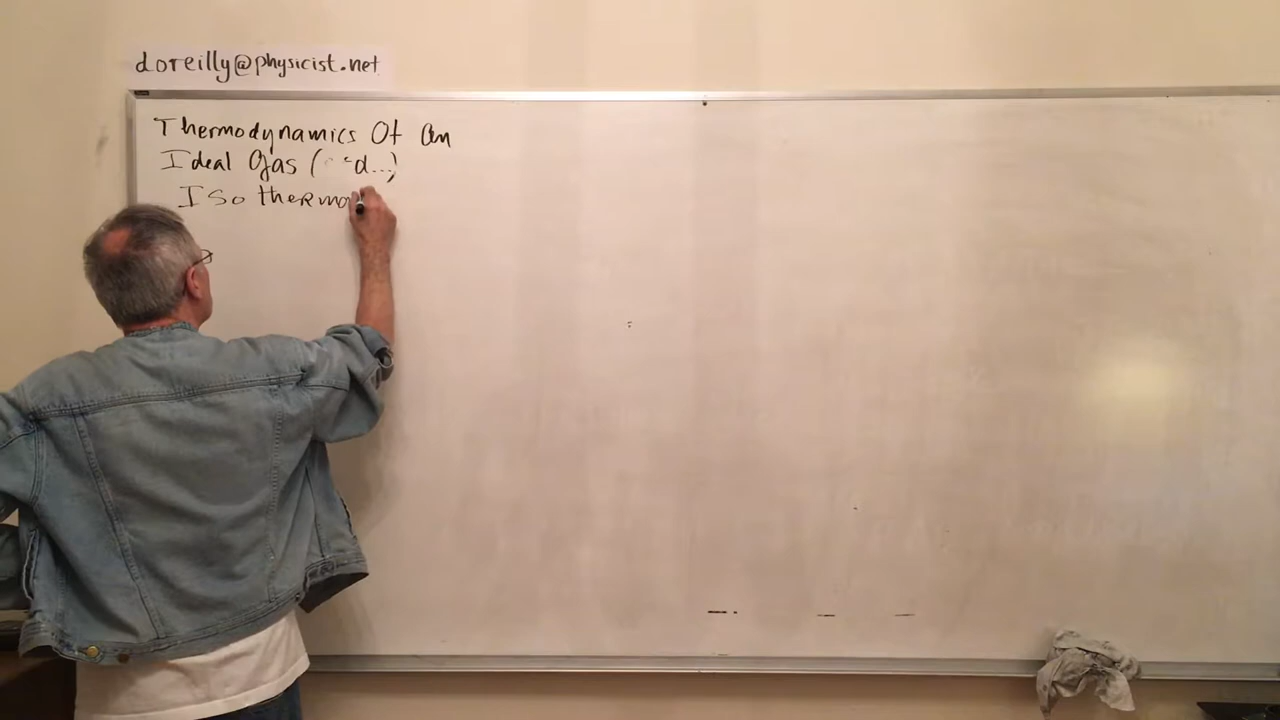 doreilly@physicist.net
Thermodynamics Of an
Ideal Gas (
ISo thermo